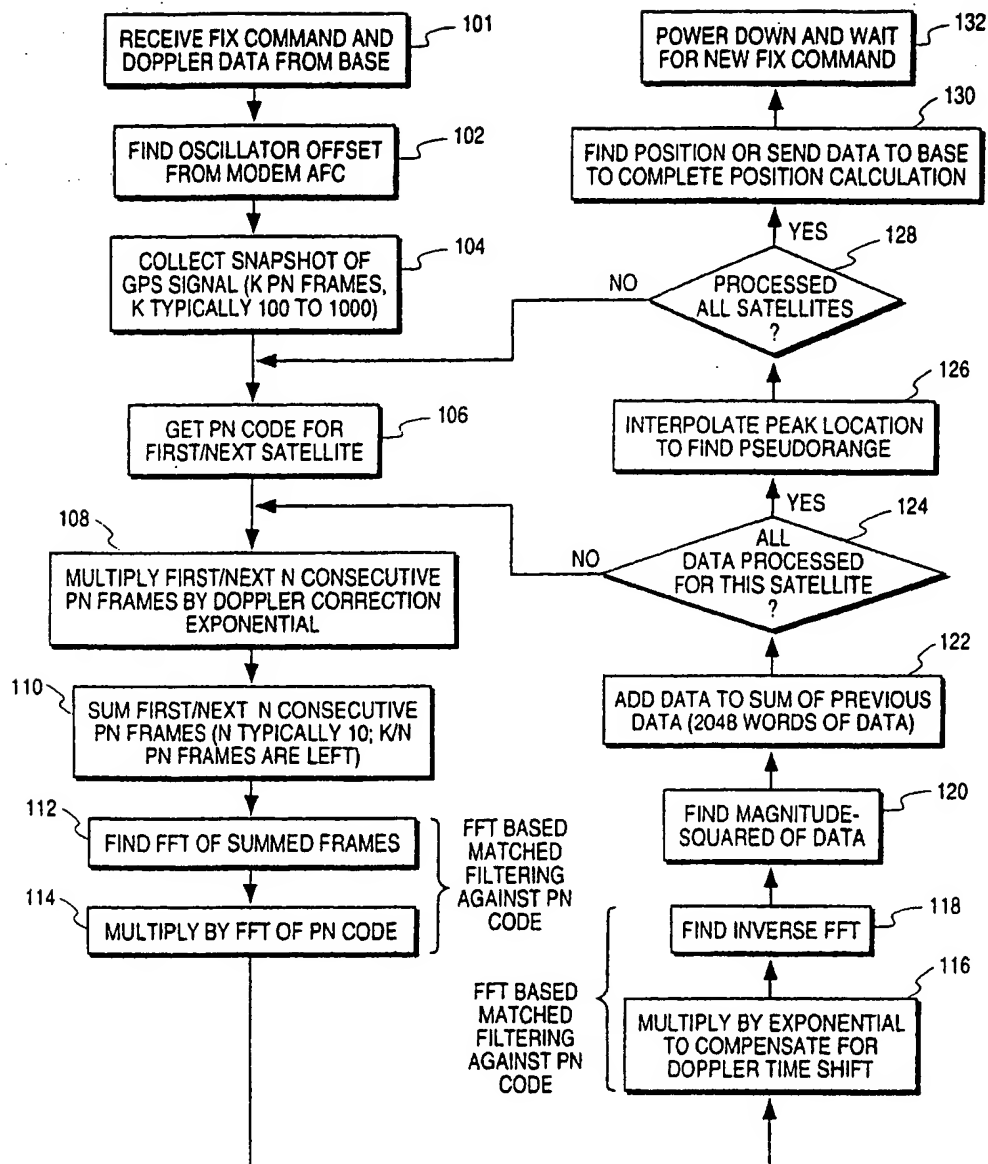 101
RECEIVE FIX COMMAND AND
DOPPLER DATA FROM BASE
102
FIND OSCILLATOR OFFSET
FROM MODEM AFC
104
COLLECT SNAPSHOT OF
GPS SIGNAL (K PN FRAMES,
K TYPICALLY 100 TO 1000)
106
GET PN CODE FOR
FIRST/NEXT SATELLITE
108
MULTIPLY FIRST/NEXT N CONSECUTIVE
PN FRAMES BY DOPPLER CORRECTION
EXPONENTIAL
110
SUM FIRST/NEXT N CONSECUTIVE
PN FRAMES (N TYPICALLY 10; K/N
PN FRAMES ARE LEFT)
112
FIND FFT OF SUMMED FRAMES
114
MULTIPLY BY FFT OF PN CODE
FFT BASED
MATCHED
FILTERING
AGAINST PN
CODE
132
POWER DOWN AND WAIT
FOR NEW FIX COMMAND
130
FIND POSITION OR SEND DATA TO BASE
TO COMPLETE POSITION CALCULATION
YES
128
NO
PROCESSED
ALL SATELLITES
?
126
INTERPOLATE PEAK LOCATION
TO FIND PSEUDORANGE
YES
124
NO
ALL
DATA PROCESSED
FOR THIS SATELLITE
?
122
ADD DATA TO SUM OF PREVIOUS
DATA (2048 WORDS OF DATA)
120
FIND MAGNITUDE-
SQUARED OF DATA
118
FIND INVERSE FFT
116
MULTIPLY BY EXPONENTIAL
TO COMPENSATE FOR
DOPPLER TIME SHIFT
FFT BASED
MATCHED
FILTERING
AGAINST PN
CODE